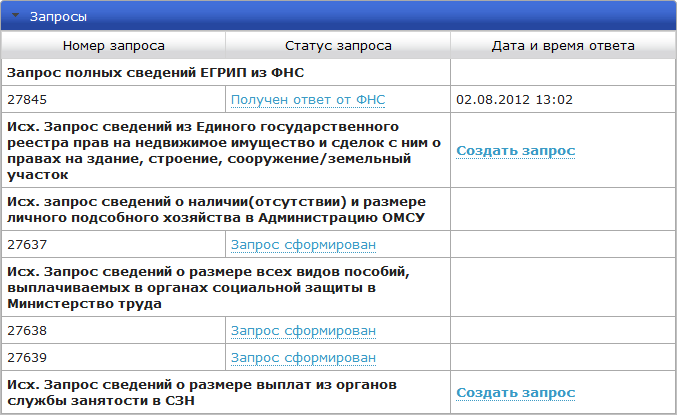 Запросы
Номер запроса Статус запроса Дата и время ответа
Запрос полных сведений ЕГРИП из ФНС
27845 Получен ответ от ФНС 02.08.2012 13:02
Исх. Запрос сведений из Единого государственного
реестра прав на недвижимое имущество и сделок с ним о
правах на здание, строение, сооружение/земельный
участок
Создать запрос
Исх. запрос сведений о наличии(отсутствии) и размере
личного подсобного хозяйства в Администрацию ОМСУ
27637 Запрос сформирован
Исх. Запрос сведений о размере всех видов пособий,
выплачиваемых в органах социальной защиты в
Министерство труда
27638 Запрос сформирован
27639 Запрос сформирован
Исх. Запрос сведений о размере выплат из органов
службы занятости в СЗН
Создать запрос